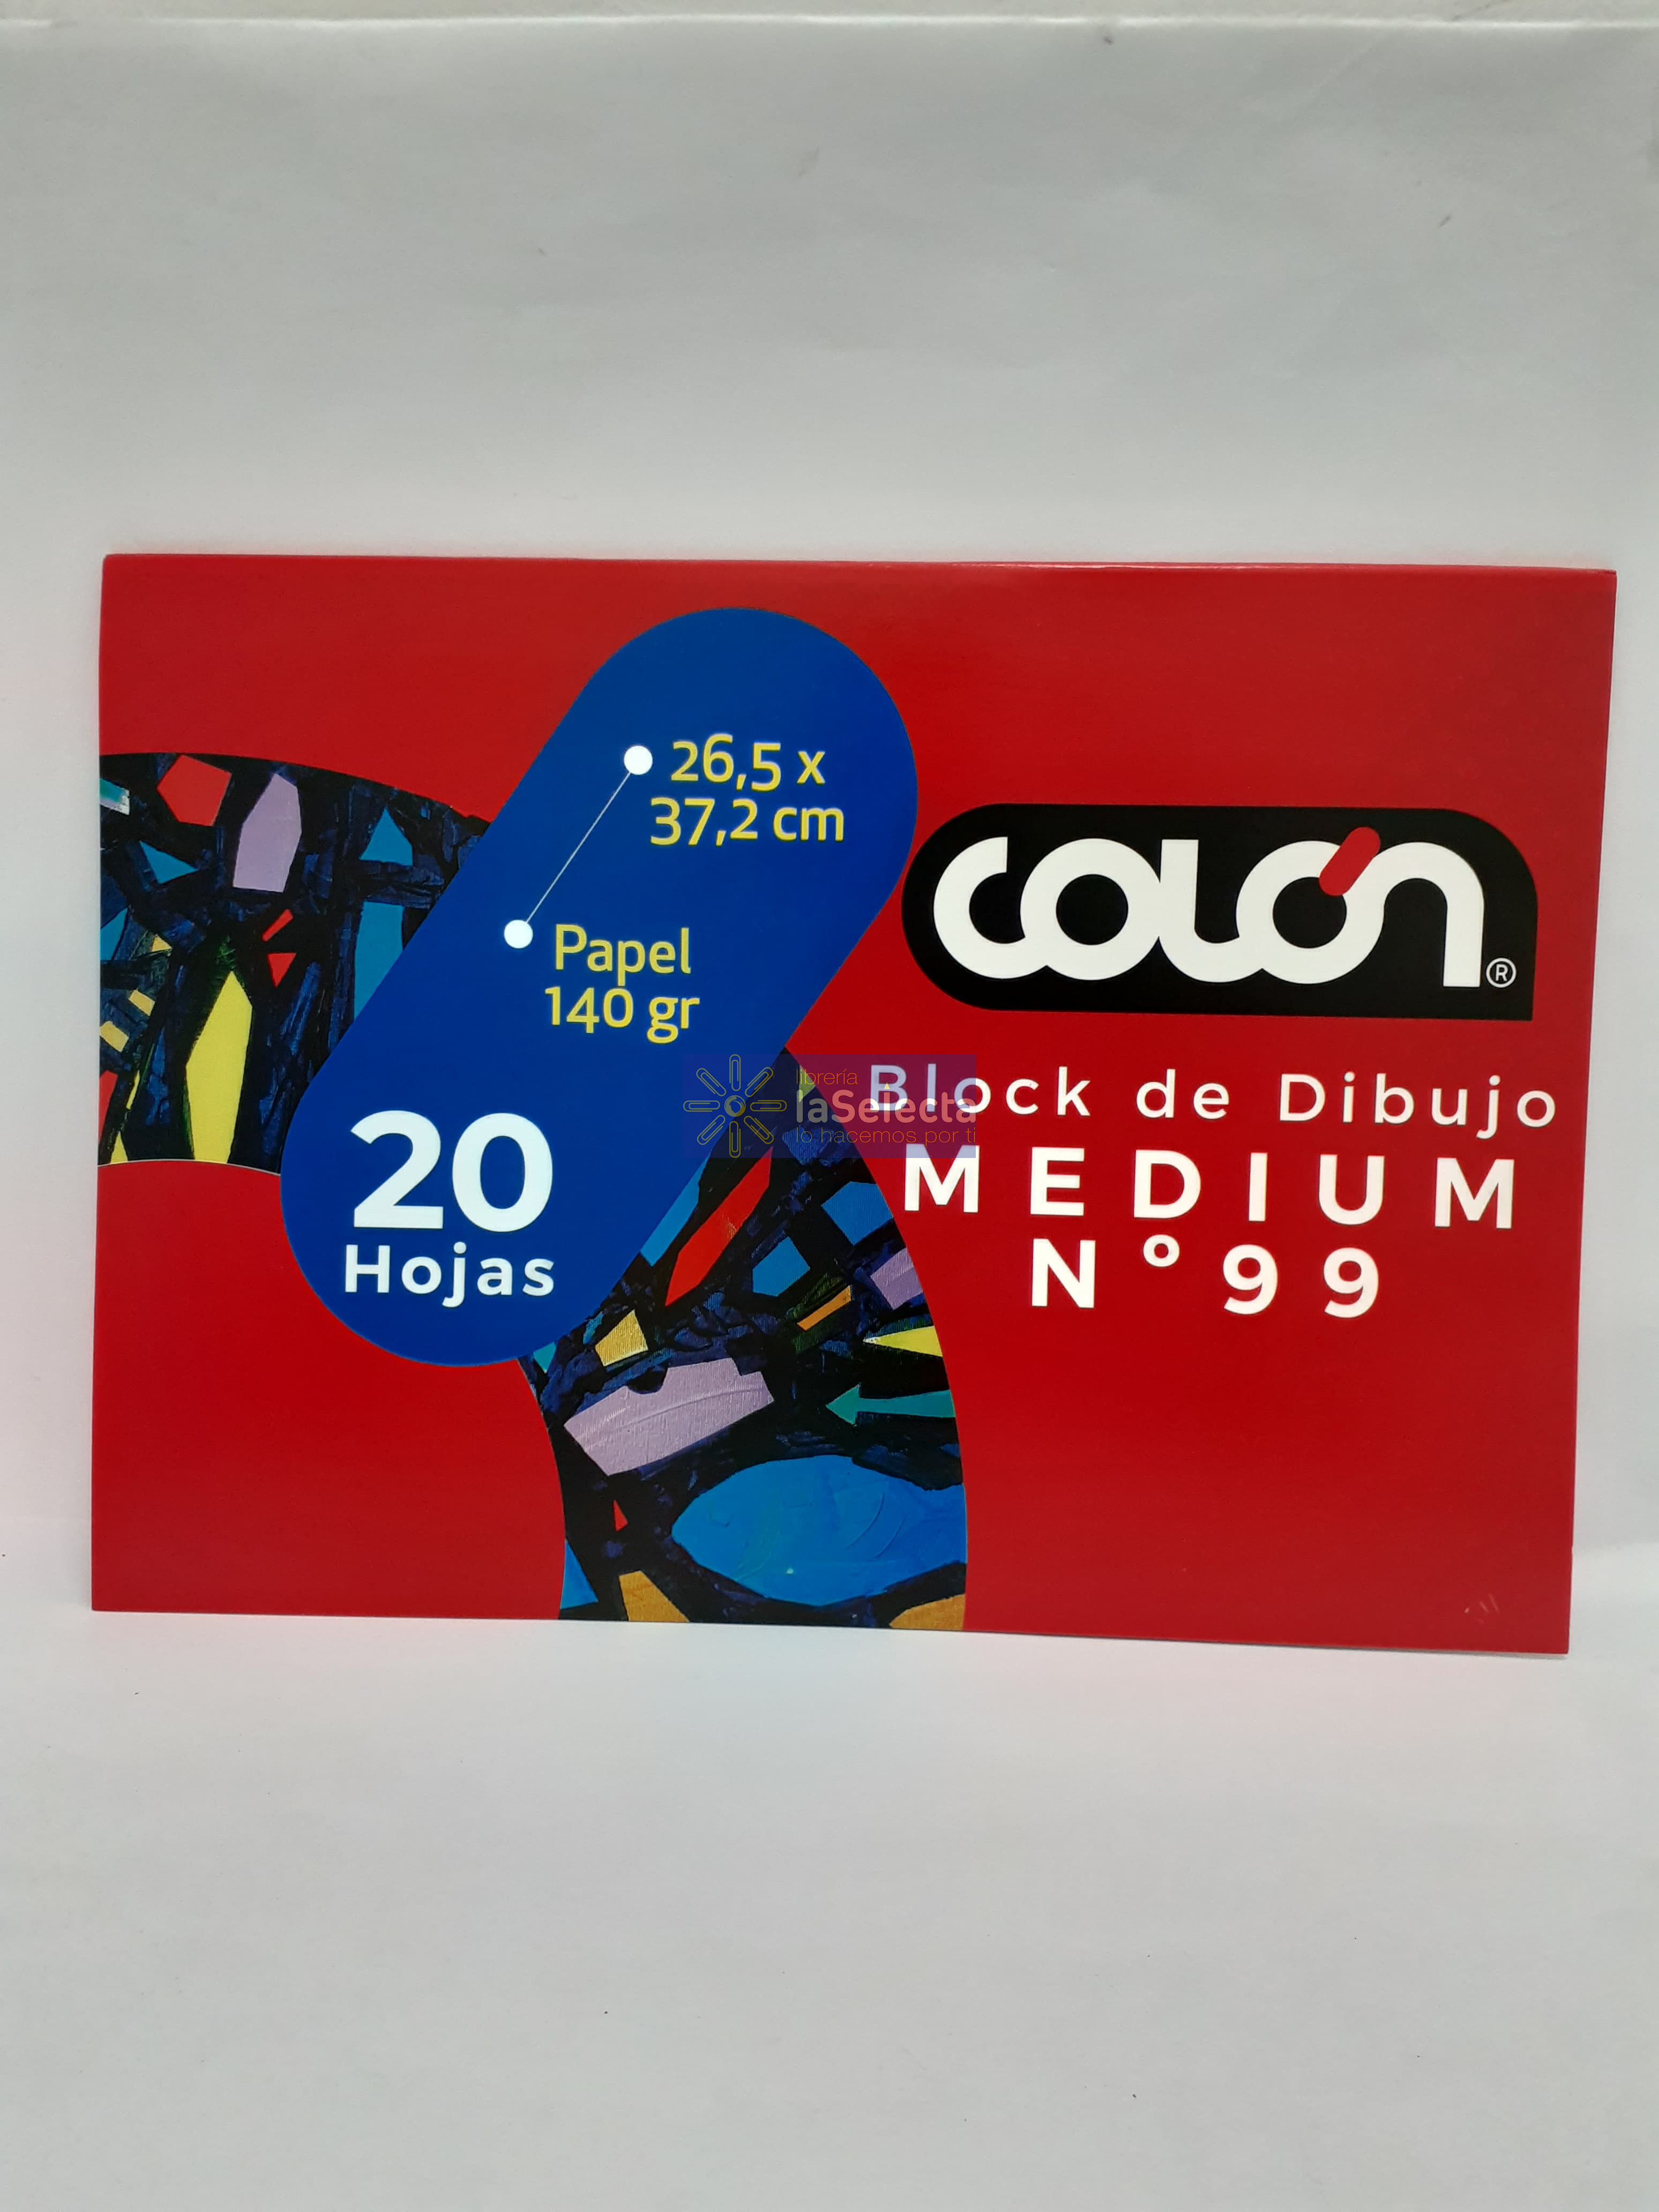 26,5 x
37,2 cm
Papel
140 gr
20
Hojas
colón
®
Block de Dibujo
MEDIUM
Nº99
librería
laSelecta
lo hacemos por ti